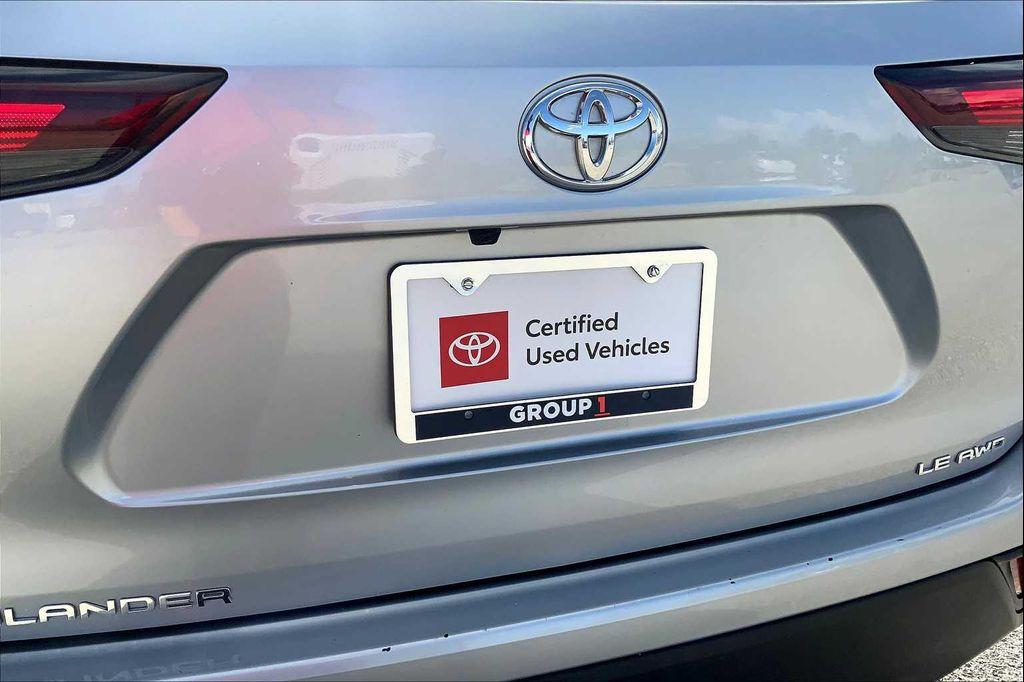 Certified
Used Vehicles
GROUP 1
LE AWD
LANDER